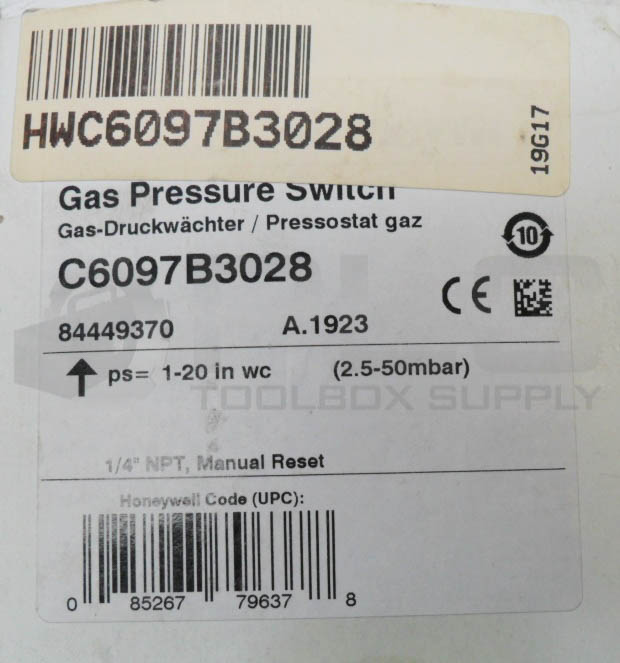 HWC6097B3028
19G17
Gas Pressure Switch
Gas-Druckwächter / Pressostat gaz
10
C6097B3028
CE
84449370 A.1923
ps= 1-20 in wc (2.5-50mbar)
TOOLBOX SUPPLY
1/4" NPT, Manual Reset
Honeywell Code (UPC):
0 85267 79637 8